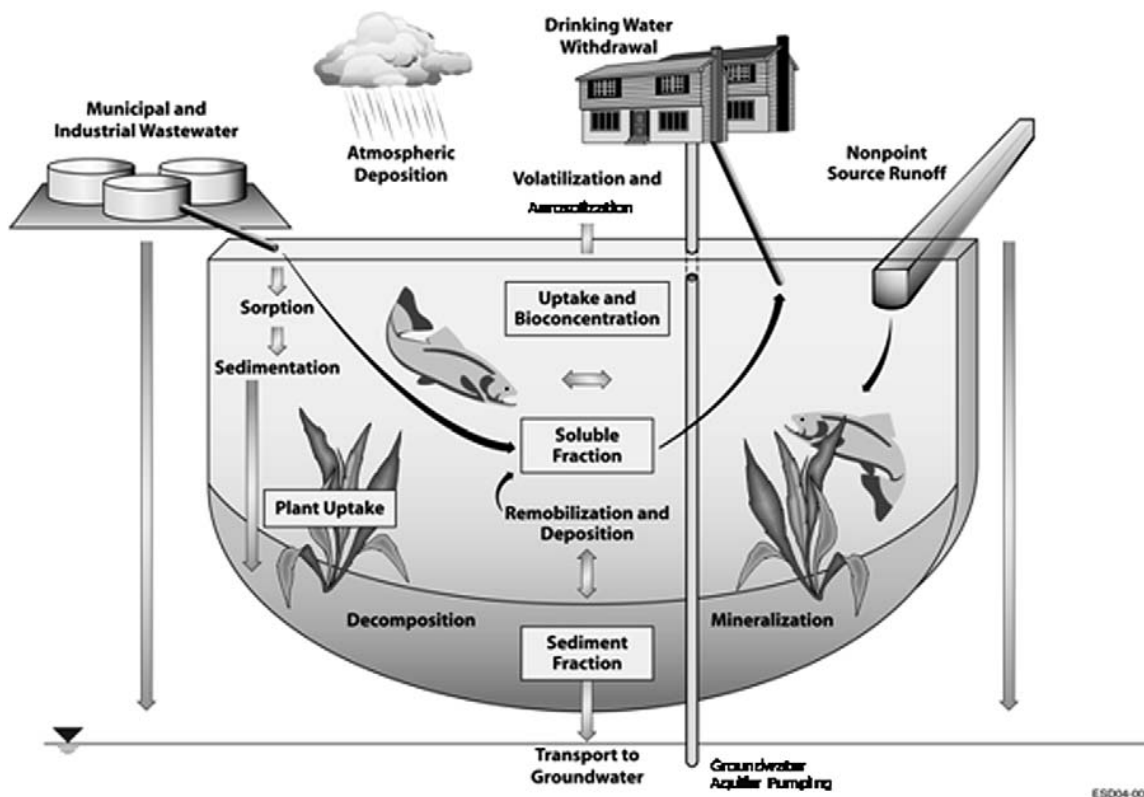 Drinking Water
Withdrawal
Municipal and
Industrial Wastewater
Atmospheric
Deposition
Nonpoint
Source Runoff
Volatilization and
Aerosolization
Sorption
Uptake and
Bioconcentration
Sedimentation
Soluble
Fraction
Plant Uptake
Remobilization and
Deposition
Decomposition
Mineralization
Sediment
Fraction
Transport to
Groundwater
Groundwater
Aquifer Pumping